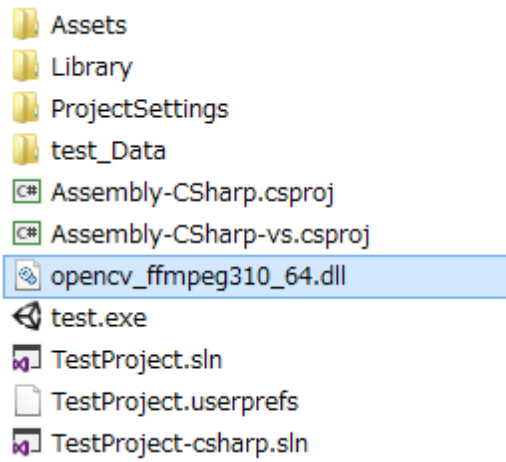 Assets
Library
ProjectSettings
test_Data
Assembly-CSharp.csproj
Assembly-CSharp-vs.csproj
opencv_ffmpeg310_64.dll
test.exe
TestProject.sln
TestProject.userprefs
TestProject-csharp.sln